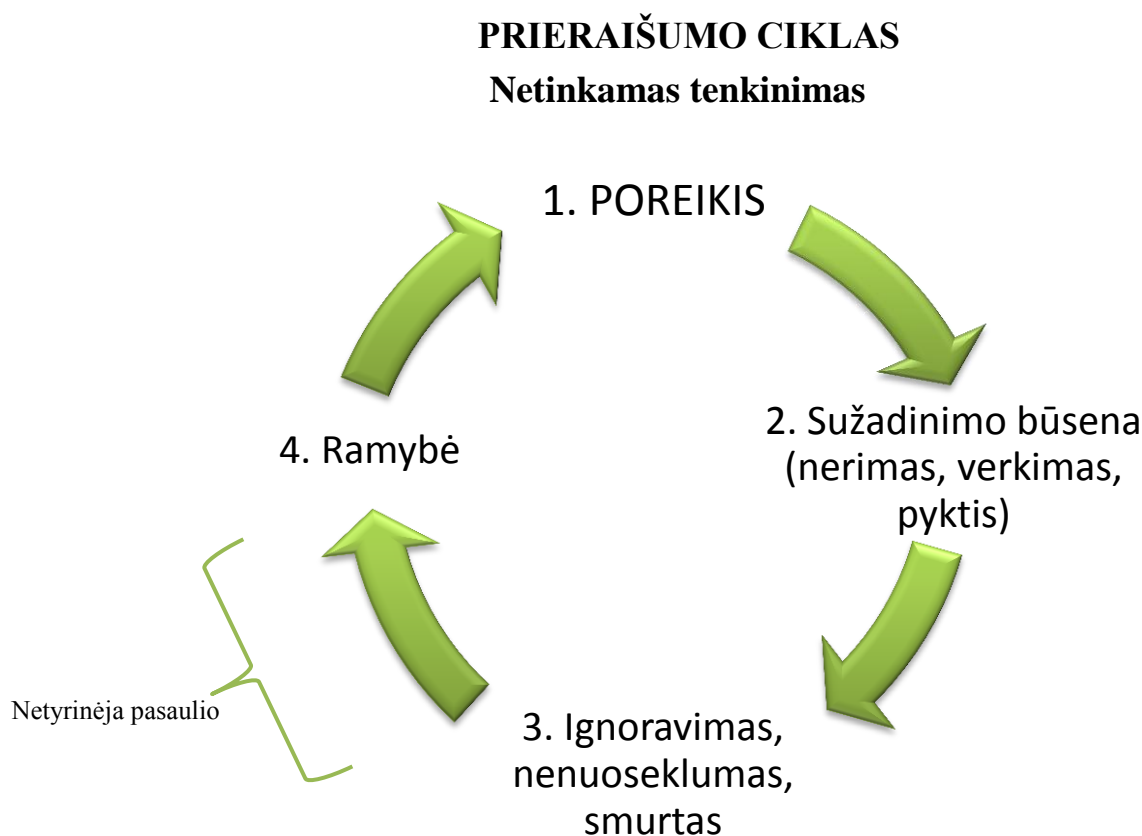 PRIERAIŠUMO CIKLAS
Netinkamas tenkinimas
1. POREIKIS
2. Sužadinimo būsena
(nerimas, verkimas,
pyktis)
3. Ignoravimas,
nenuoseklumas,
smurtas
4. Ramybė
Netyrinėja pasaulio